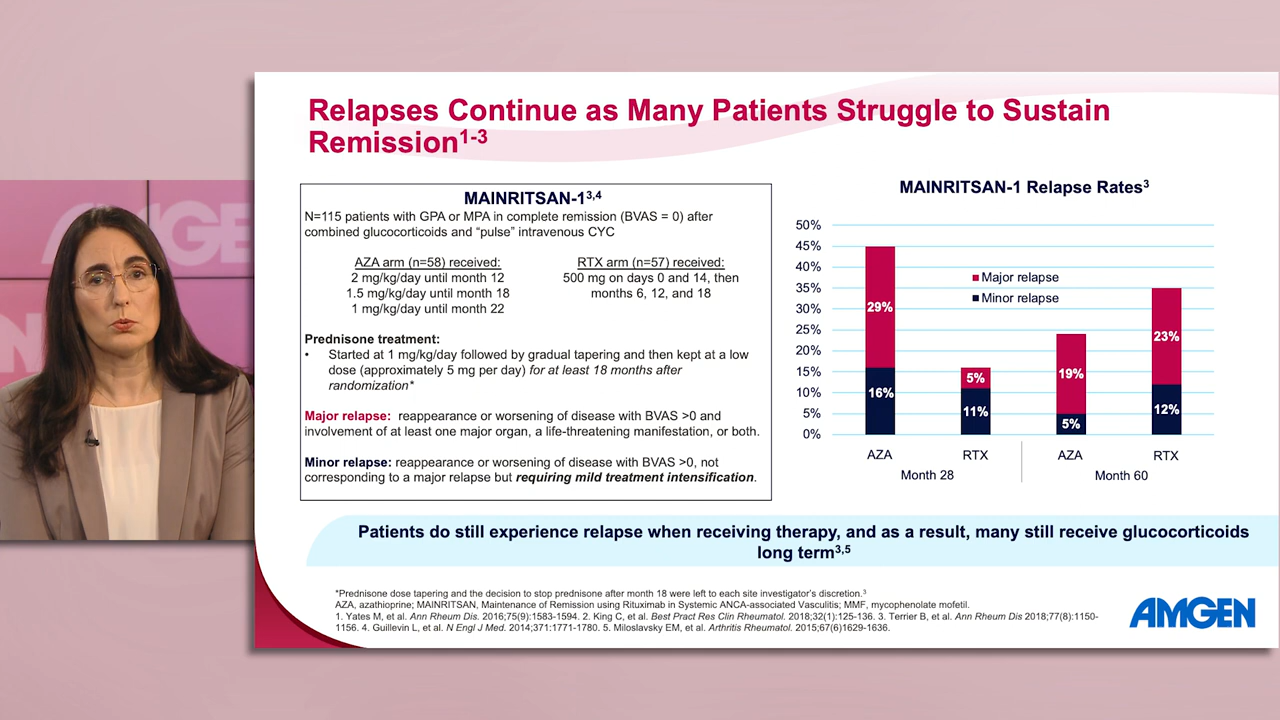 Relapses Continue as Many Patients Struggle to Sustain
Remission1-3
MAINRITSAN-13,4
N=115 patients with GPA or MPA in complete remission (BVAS = 0) after
combined glucocorticoids and “pulse” intravenous CYC
AZA arm (n=58) received:
2 mg/kg/day until month 12
1.5 mg/kg/day until month 18
1 mg/kg/day until month 22
RTX arm (n=57) received:
500 mg on days 0 and 14, then
months 6, 12, and 18
Prednisone treatment:
• Started at 1 mg/kg/day followed by gradual tapering and then kept at a low
dose (approximately 5 mg per day) for at least 18 months after
randomization*
Major relapse: reappearance or worsening of disease with BVAS >0 and
involvement of at least one major organ, a life-threatening manifestation, or both.
Minor relapse: reappearance or worsening of disease with BVAS >0, not
corresponding to a major relapse but requiring mild treatment intensification.
MAINRITSAN-1 Relapse Rates3
50%
45%
40%
35%
30%
25%
20%
15%
10%
5%
0%
Major relapse
Minor relapse
29%
16%
5%
11%
19%
5%
23%
12%
AZA
RTX
AZA
RTX
Month 28
Month 60
Patients do still experience relapse when receiving therapy, and as a result, many still receive glucocorticoids
long term3,5
*Prednisone dose tapering and the decision to stop prednisone after month 18 were left to each site investigator’s discretion.3
AZA, azathioprine; MAINRITSAN, Maintenance of Remission using Rituximab in Systemic ANCA-associated Vasculitis; MMF, mycophenolate mofetil.
1. Yates M, et al. Ann Rheum Dis. 2016;75(9):1583-1594. 2. King C, et al. Best Pract Res Clin Rheumatol. 2018;32(1):125-136. 3. Terrier B, et al. Ann Rheum Dis 2018;77(8):1150-
1156. 4. Guillevin L, et al. N Engl J Med. 2014;371:1771-1780. 5. Miloslavsky EM, et al. Arthritis Rheumatol. 2015;67(6)1629-1636.
AMGEN